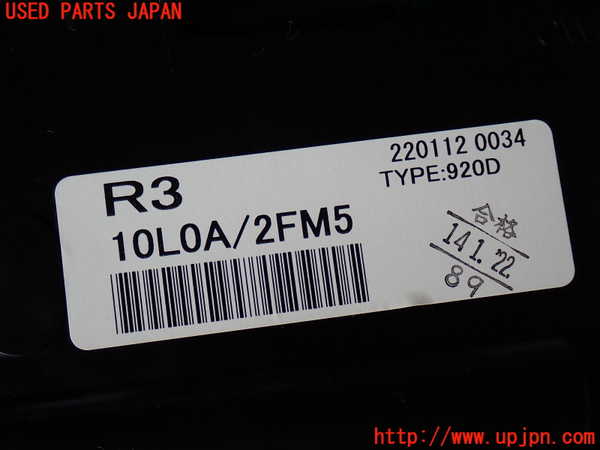 USED PARTS JAPAN
220112 0034
R3
TYPE:920D
10L0A/2FM5
合格
141.'22.
89
http://www.upjpn.com/